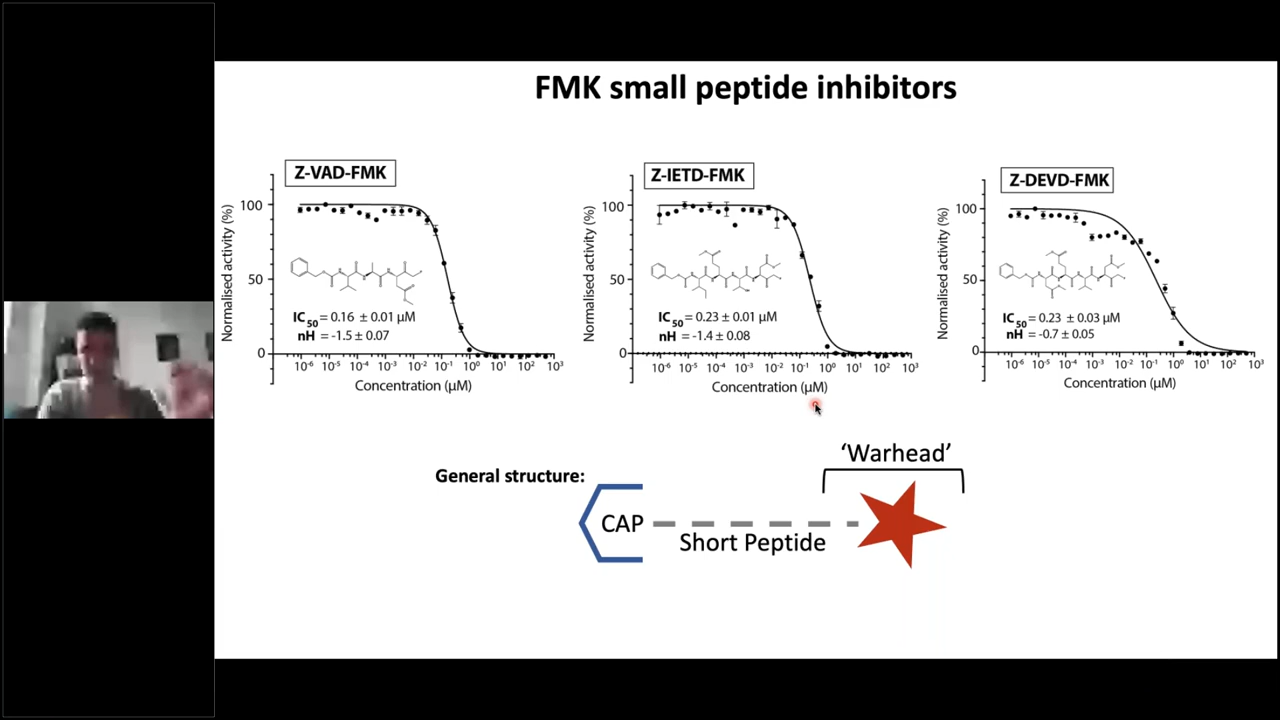 FMK small peptide inhibitors
Z-VAD-FMK
Normalised activity (%)
100
50
0
IC50 = 0.16 ± 0.01 µM
nH = -1.5 ± 0.07
10-6 10-5 10-4 10-3 10-2 10-1 100 101 102 103
Concentration (µM)
Z-IETD-FMK
Normalised activity (%)
100
50
0
IC50 = 0.23 ± 0.01 µM
nH = -1.4 ± 0.08
10-6 10-5 10-4 10-3 10-2 10-1 100 101 102 103
Concentration (µM)
Z-DEVD-FMK
Normalised activity (%)
100
50
0
IC50 = 0.23 ± 0.03 µM
nH = -0.7 ± 0.05
10-6 10-5 10-4 10-3 10-2 10-1 100 101 102 103
Concentration (µM)
'Warhead'
General structure:
CAP
Short Peptide